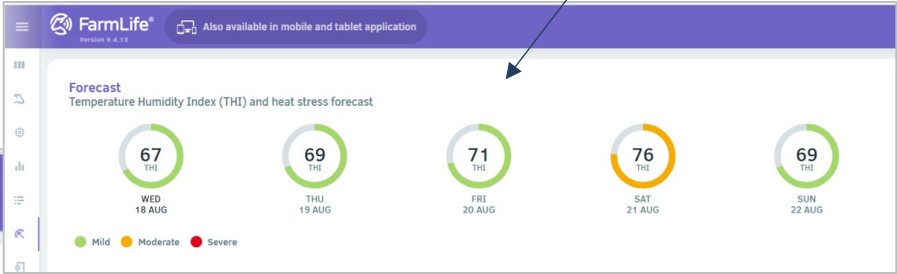 FarmLife®
Version 9.4.13
Also available in mobile and tablet application
Forecast
Temperature Humidity Index (THI) and heat stress forecast
67
THI
WED
18 AUG
69
THI
THU
19 AUG
71
THI
FRI
20 AUG
76
THI
SAT
21 AUG
69
THI
SUN
22 AUG
Mild
Moderate
Severe